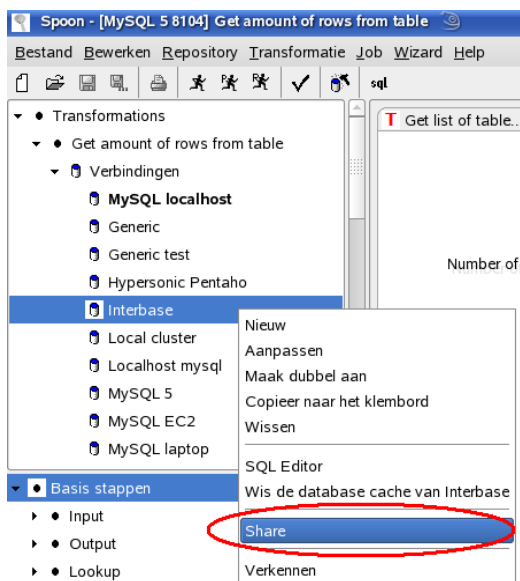 Spoon - [MySQL 5 8104] Get amount of rows from table
Bestand Bewerken Repository Transformatie Job Wizard Help
sql
Transformations
Get amount of rows from table
Verbindingen
MySQL localhost
Generic
Generic test
Hypersonic Pentaho
Interbase
Local cluster
Localhost mysql
MySQL 5
MySQL EC2
MySQL laptop
Basis stappen
Input
Output
Lookup
T Get list of table...
Number of
Nieuw
Aanpassen
Maak dubbel aan
Copieer naar het klembord
Wissen
SQL Editor
Wis de database cache van Interbase
Share
Verkennen